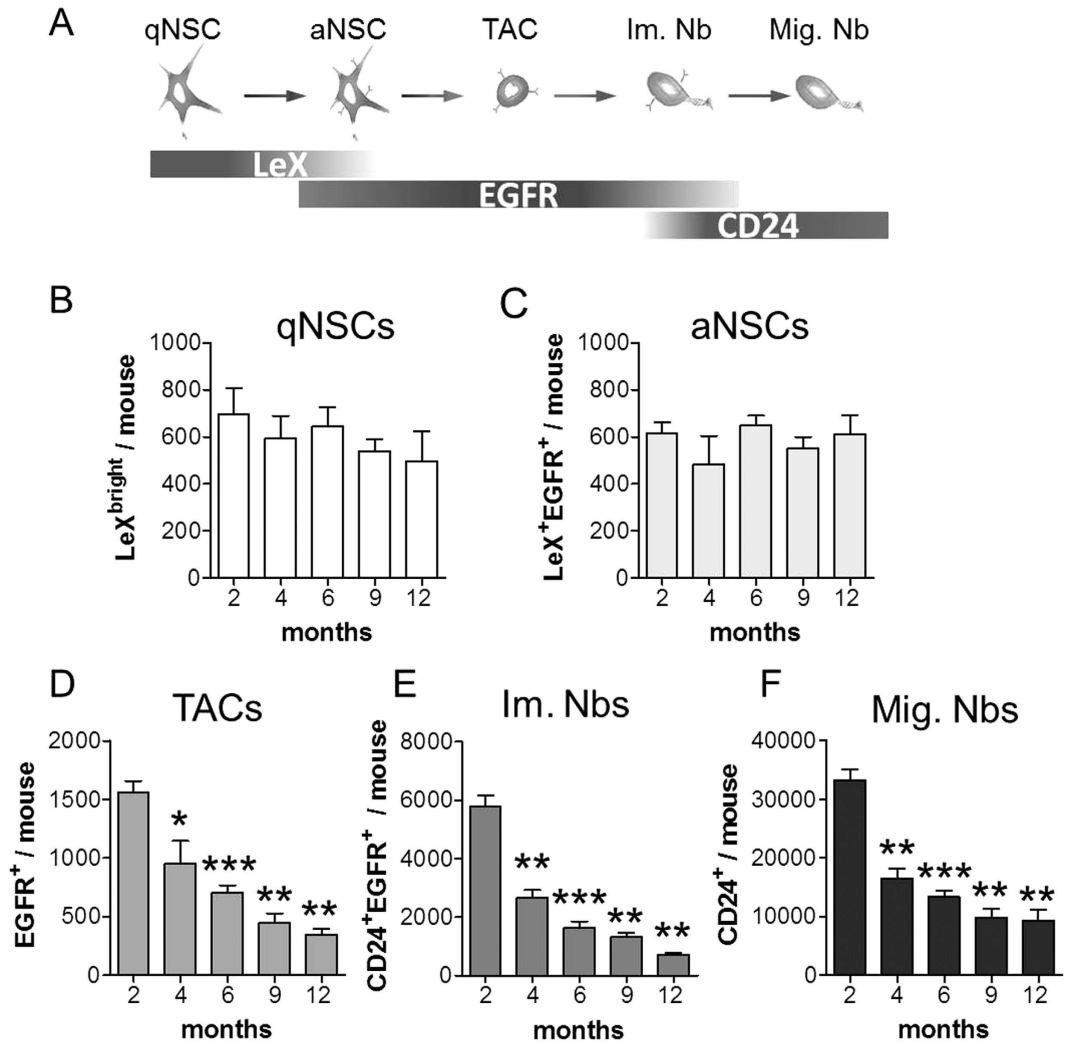 A
qNSC aNSC TAC Im. Nb Mig. Nb
LeX
EGFR
CD24
B
qNSCs
LeX^bright / mouse
1000
800
600
400
200
0
2 4 6 9 12
months
C
aNSCs
LeX⁺EGFR⁺ / mouse
1000
800
600
400
200
0
2 4 6 9 12
months
D
TACs
EGFR⁺ / mouse
2000
1500
1000
500
0
* *** ** **
2 4 6 9 12
months
E
Im. Nbs
CD24⁺EGFR⁺ / mouse
8000
6000
4000
2000
0
** *** ** **
2 4 6 9 12
months
F
Mig. Nbs
CD24⁺ / mouse
40000
30000
20000
10000
0
** *** ** **
2 4 6 9 12
months